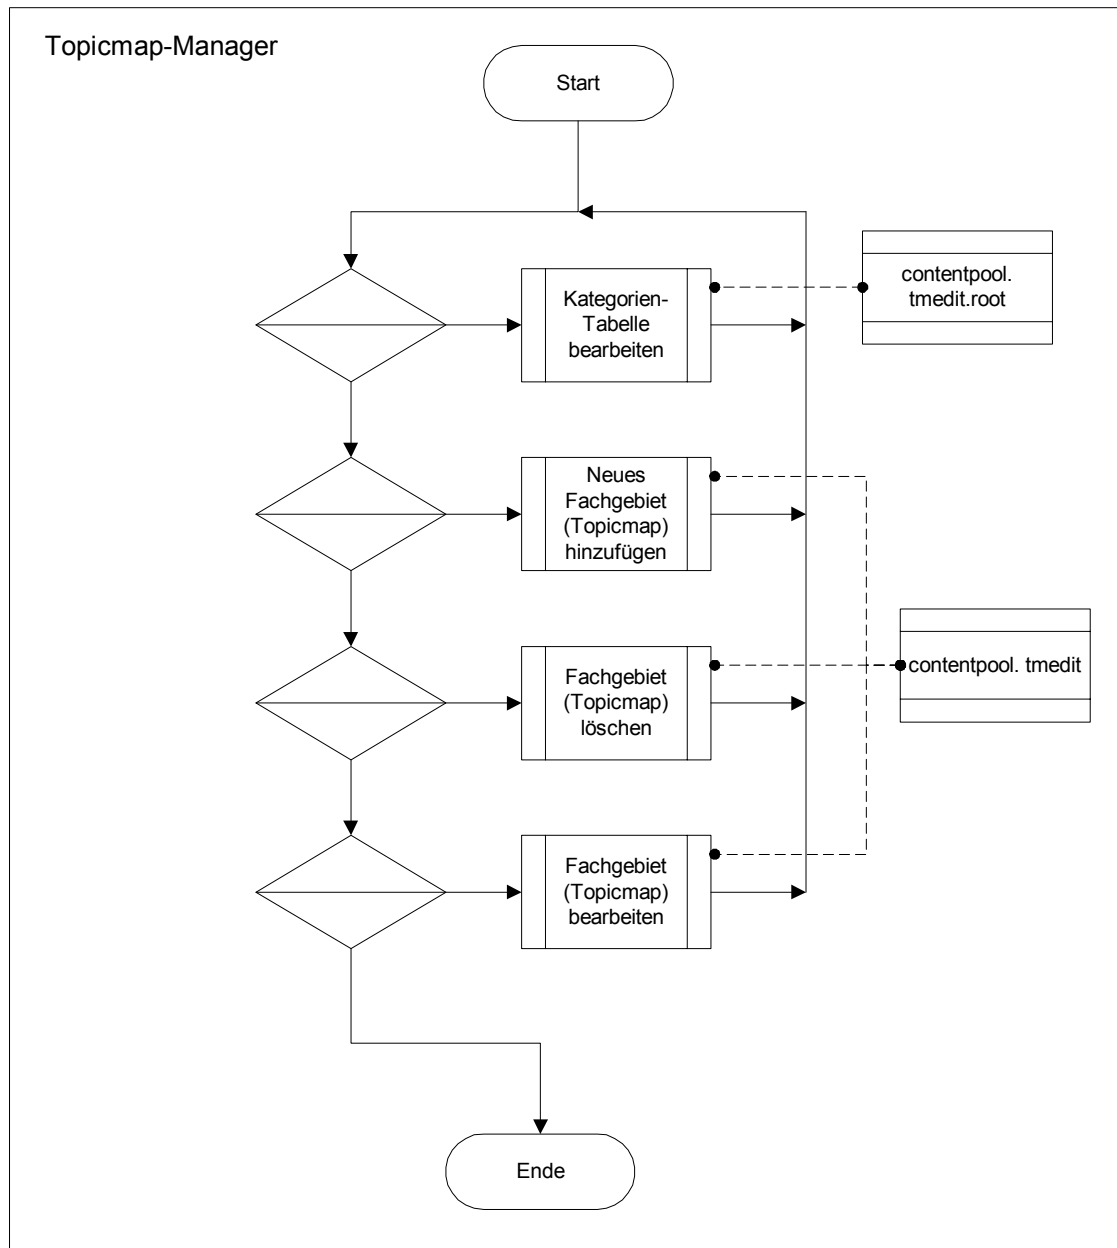 Topicmap-Manager
Start
Kategorien-
Tabelle
bearbeiten
contentpool.
tmedit.root
Neues
Fachgebiet
(Topicmap)
hinzufügen
Fachgebiet
(Topicmap)
löschen
contentpool. tmedit
Fachgebiet
(Topicmap)
bearbeiten
Ende